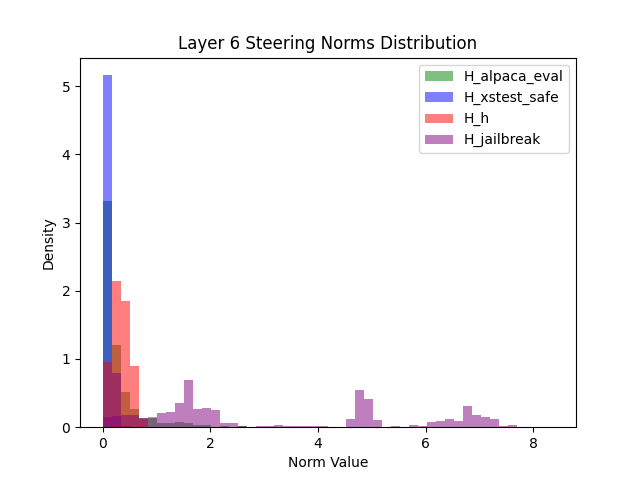 Layer 6 Steering Norms Distribution
H_alpaca_eval
H_xstest_safe
H_h
H_jailbreak
Density
5
4
3
2
1
0
0 2 4 6 8
Norm Value